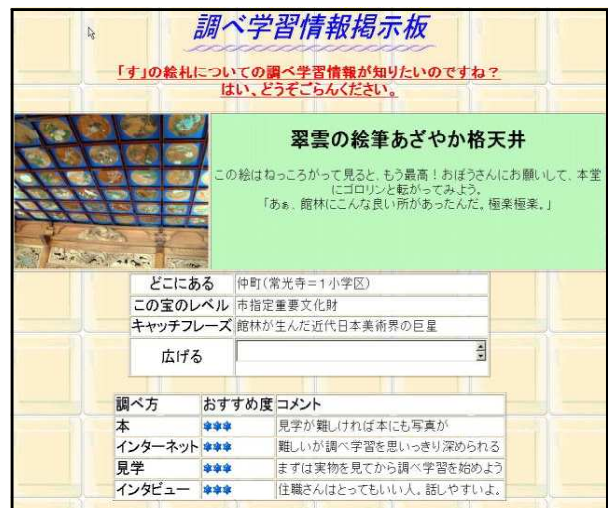 調べ学習情報掲示板
「す」の絵札についての調べ学習情報が知りたいのですね？
はい、どうぞごらんください。
翠雲の絵筆あざやか格天井
この絵はねっころがって見ると、もう最高！おぼうさんにお願いして、本堂
にゴロリンと転がってみよう。
「あぁ、館林にこんな良い所があったんだ。極楽極楽。」
どこにある 仲町(常光寺=1小学区)
この宝のレベル 市指定重要文化財
キャッチフレーズ 館林が生んだ近代日本美術界の巨星
広げる
調べ方 おすすめ度 コメント
本 ＊＊＊ 見学が難しければ本にも写真が
インターネット ＊＊＊ 難しいが調べ学習を思いっきり深められる
見学 ＊＊＊ まずは実物を見てから調べ学習を始めよう
インタビュー ＊＊＊ 住職さんはとってもいい人。話しやすいよ。